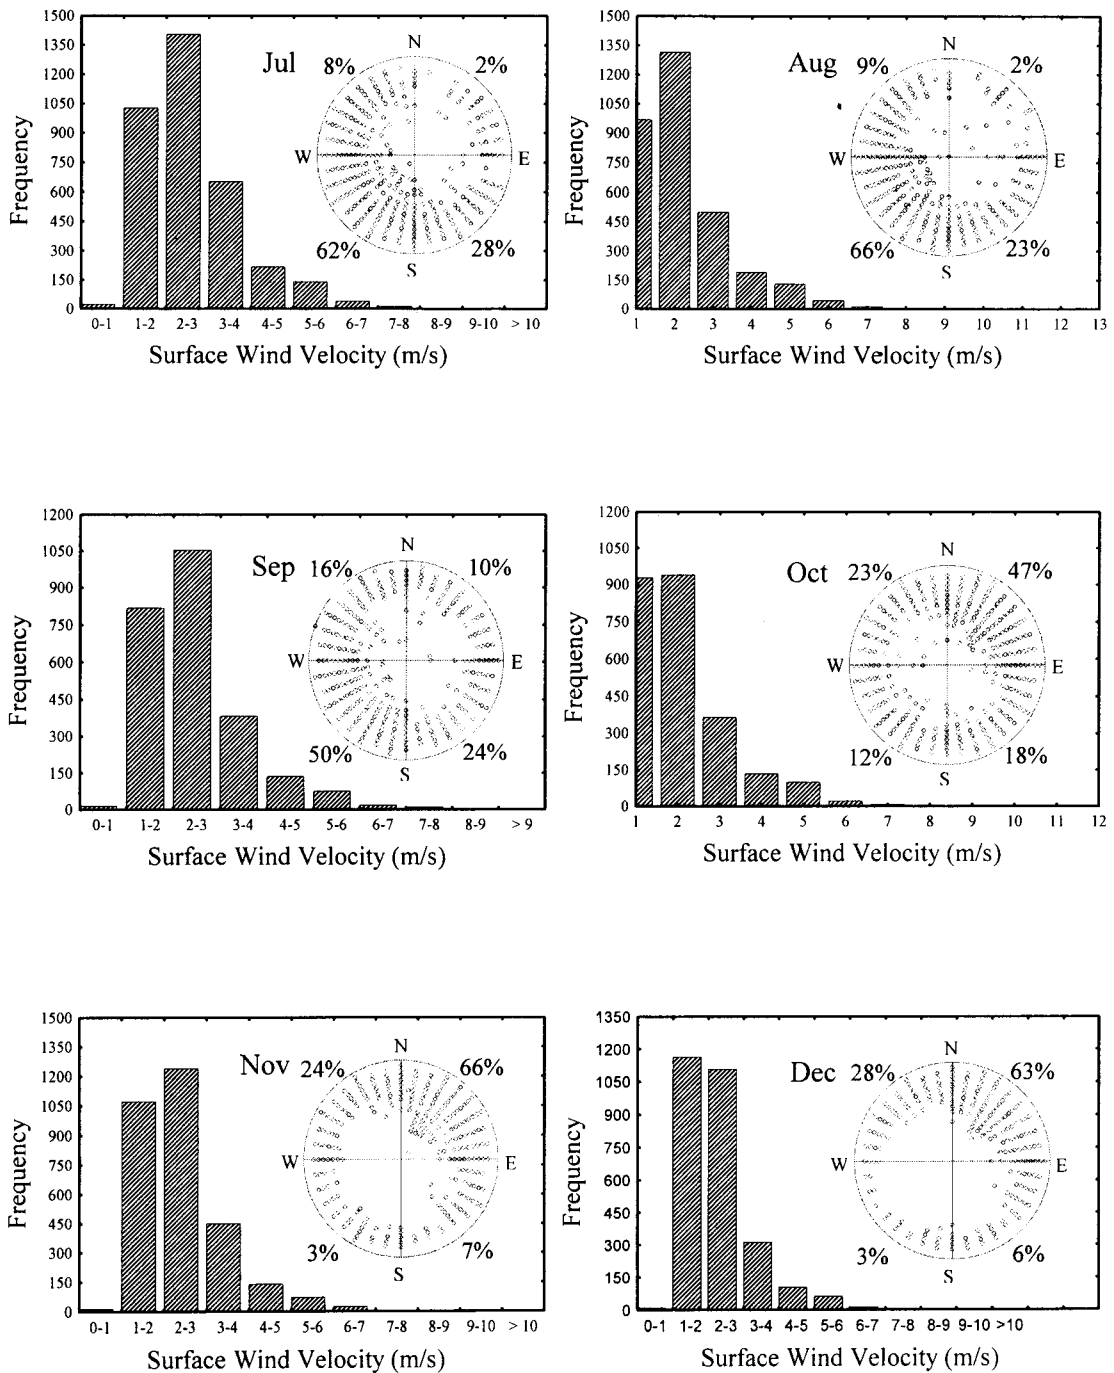 1500
1350
1200
1050
900
750
600
450
300
150
0
Frequency
Jul
8%
N
2%
W
E
62%
S
28%
0-1 1-2 2-3 3-4 4-5 5-6 6-7 7-8 8-9 9-10 > 10
Surface Wind Velocity (m/s)
1500
1350
1200
1050
900
750
600
450
300
150
0
Frequency
Aug
9%
N
2%
W
E
66%
S
23%
1 2 3 4 5 6 7 8 9 10 11 12 13
Surface Wind Velocity (m/s)
1200
1050
900
750
600
450
300
150
0
Frequency
Sep
16%
N
10%
W
E
50%
S
24%
0-1 1-2 2-3 3-4 4-5 5-6 6-7 7-8 8-9 > 9
Surface Wind Velocity (m/s)
1200
1050
900
750
600
450
300
150
0
Frequency
Oct
23%
N
47%
W
E
12%
S
18%
1 2 3 4 5 6 7 8 9 10 11 12
Surface Wind Velocity (m/s)
1500
1350
1200
1050
900
750
600
450
300
150
0
Frequency
Nov
24%
N
66%
W
E
3%
S
7%
0-1 1-2 2-3 3-4 4-5 5-6 6-7 7-8 8-9 9-10 > 10
Surface Wind Velocity (m/s)
1350
1200
1050
900
750
600
450
300
150
0
Frequency
Dec
28%
N
63%
W
E
3%
S
6%
0-1 1-2 2-3 3-4 4-5 5-6 6-7 7-8 8-9 9-10 >10
Surface Wind Velocity (m/s)